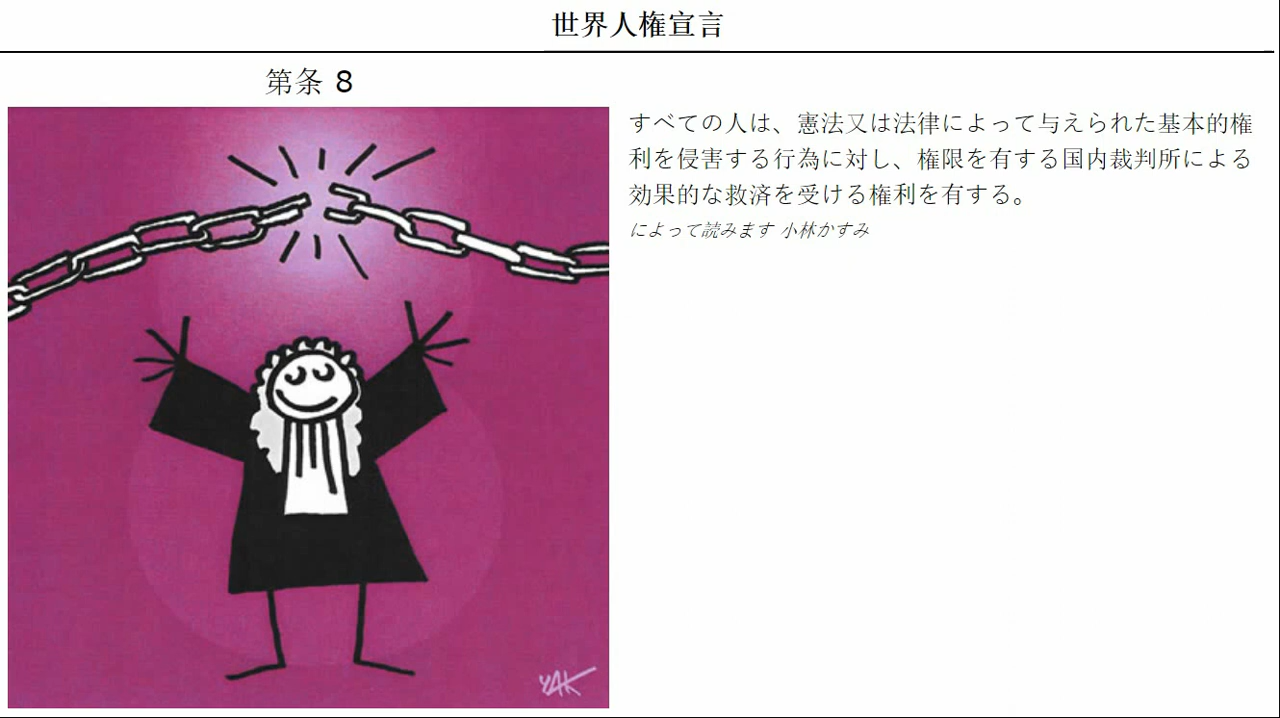 世界人権宣言
第条 8
すべての人は、憲法又は法律によって与えられた基本的権
利を侵害する行為に対し、権限を有する国内裁判所による
効果的な救済を受ける権利を有する。
によって読みます 小林かすみ
YAK